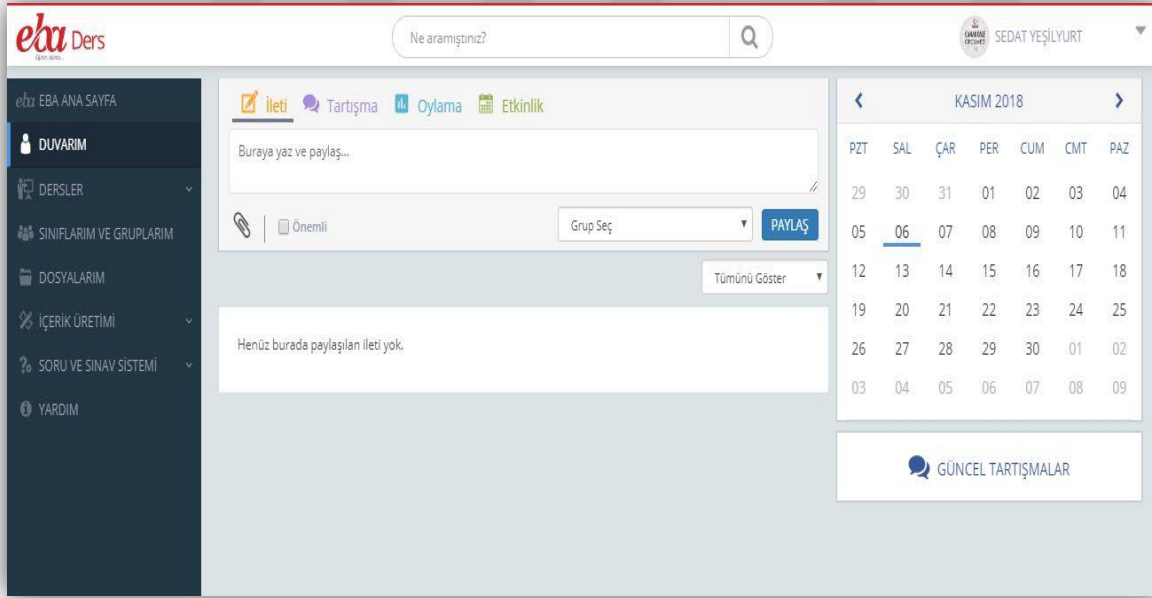 eba Ders
Ne aramıştınız?
SEDAT YEŞİLYURT
eba EBA ANA SAYFA
DUVARIM
DERSLER
SINIFLARIM VE GRUPLARIM
DOSYALARIM
İÇERİK ÜRETİMİ
SORU VE SINAV SİSTEMİ
YARDIM
İleti Tartışma Oylama Etkinlik
Buraya yaz ve paylaş...
Önemli
Grup Seç
PAYLAŞ
Tümünü Göster
Henüz burada paylaşılan ileti yok.
KASIM 2018
PZT SAL ÇAR PER CUM CMT PAZ
29 30 31 01 02 03 04
05 06 07 08 09 10 11
12 13 14 15 16 17 18
19 20 21 22 23 24 25
26 27 28 29 30 01 02
03 04 05 06 07 08 09
GÜNCEL TARTIŞMALAR